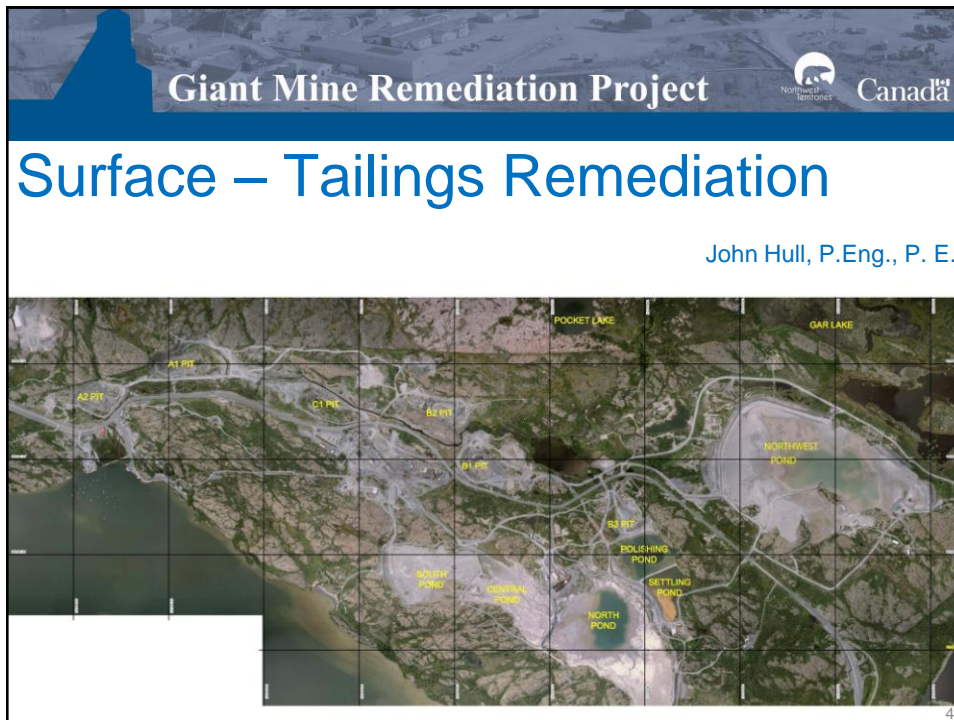 Giant Mine Remediation Project
Northwest
Territories
Canada
Surface – Tailings Remediation
John Hull, P.Eng., P. E.
POCKET LAKE
GAR LAKE
A1 PIT
A2 PIT
C1 PIT
B2 PIT
NORTHWEST
POND
B1 PIT
B3 PIT
POLISHING
POND
SOUTH
POND
CENTRAL
POND
SETTLING
POND
NORTH
POND
4